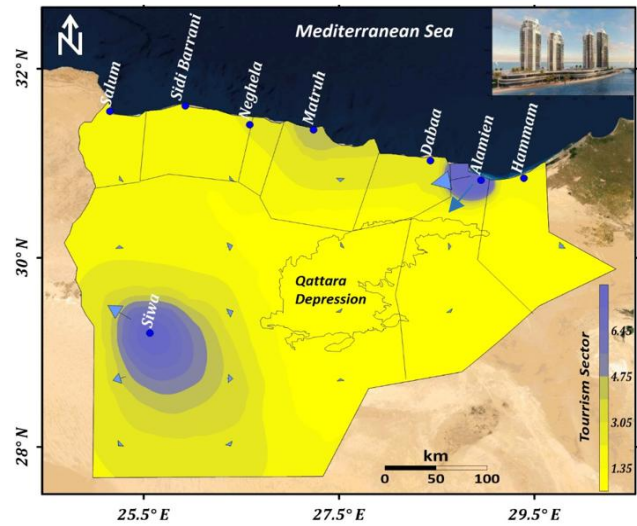 N
Mediterranean Sea
Salum
Sidi Barrani
Neghela
Matruh
Dabaa
Alamien
Hammam
32° N
30° N
28° N
Qattara
Depression
Siwa
Tourrism Sector
6.45
4.75
3.05
1.35
km
0 50 100
25.5° E
27.5° E
29.5° E